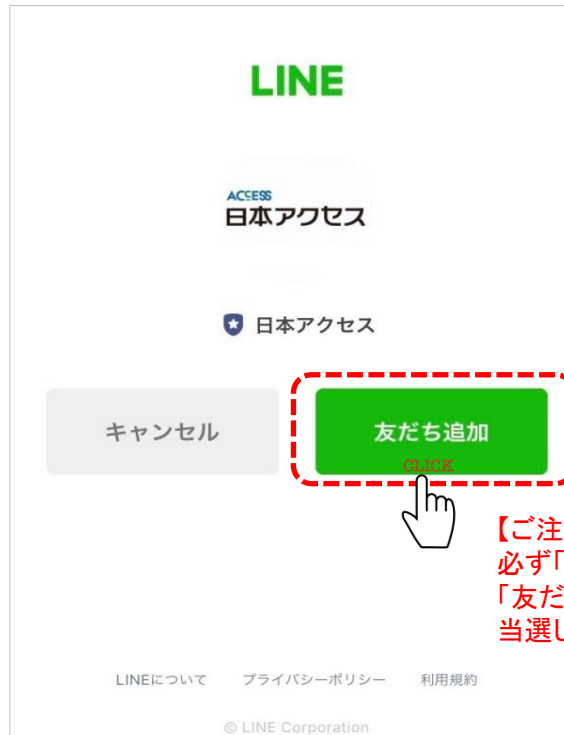 LINE
ACCESS
日本アクセス
日本アクセス
キャンセル
友だち追加
CLICK
【ご注
必ず「
「友だ
当選し
LINEについて プライバシーポリシー 利用規約
© LINE Corporation